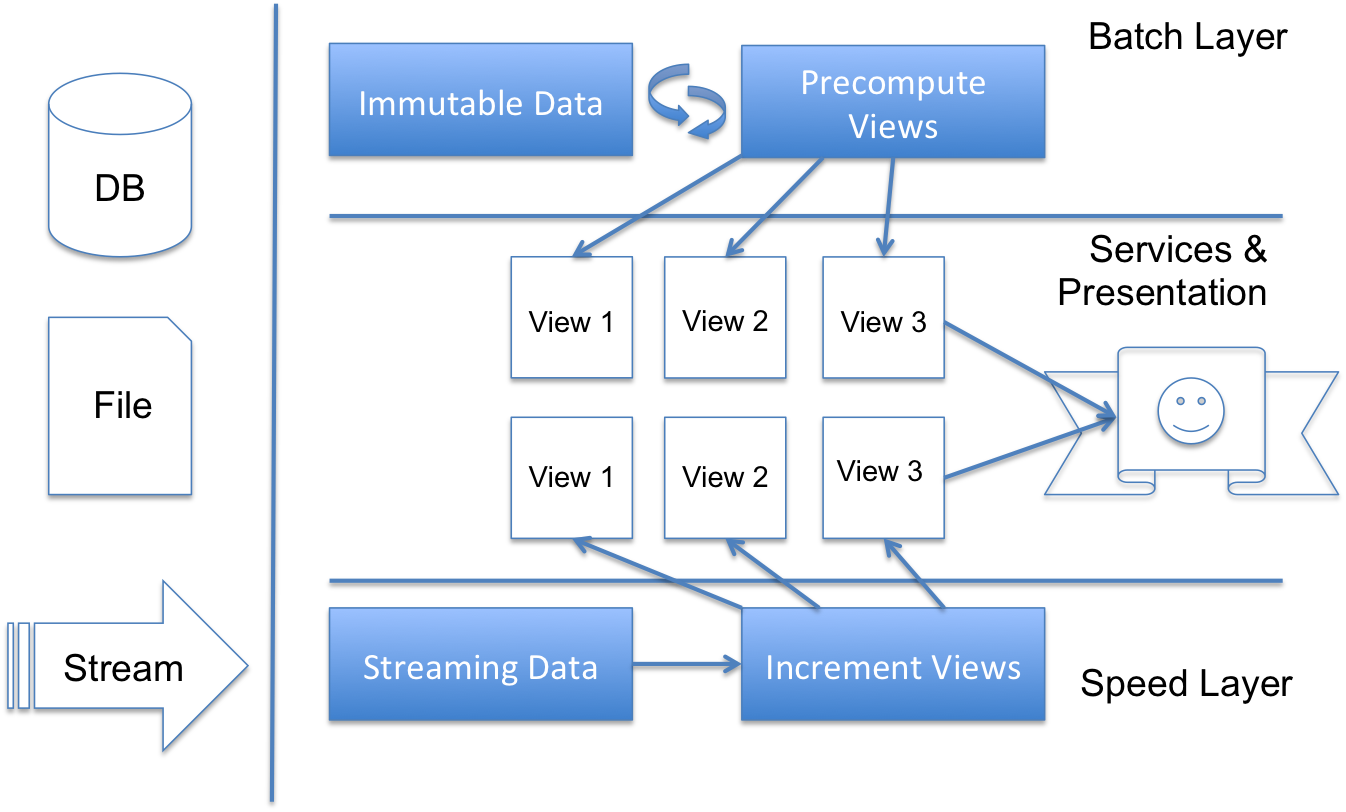 Batch Layer
Immutable Data
Precompute
Views
DB
Services &
Presentation
View 1
View 2
View 3
File
View 1
View 2
View 3
Stream
Streaming Data
Increment Views
Speed Layer